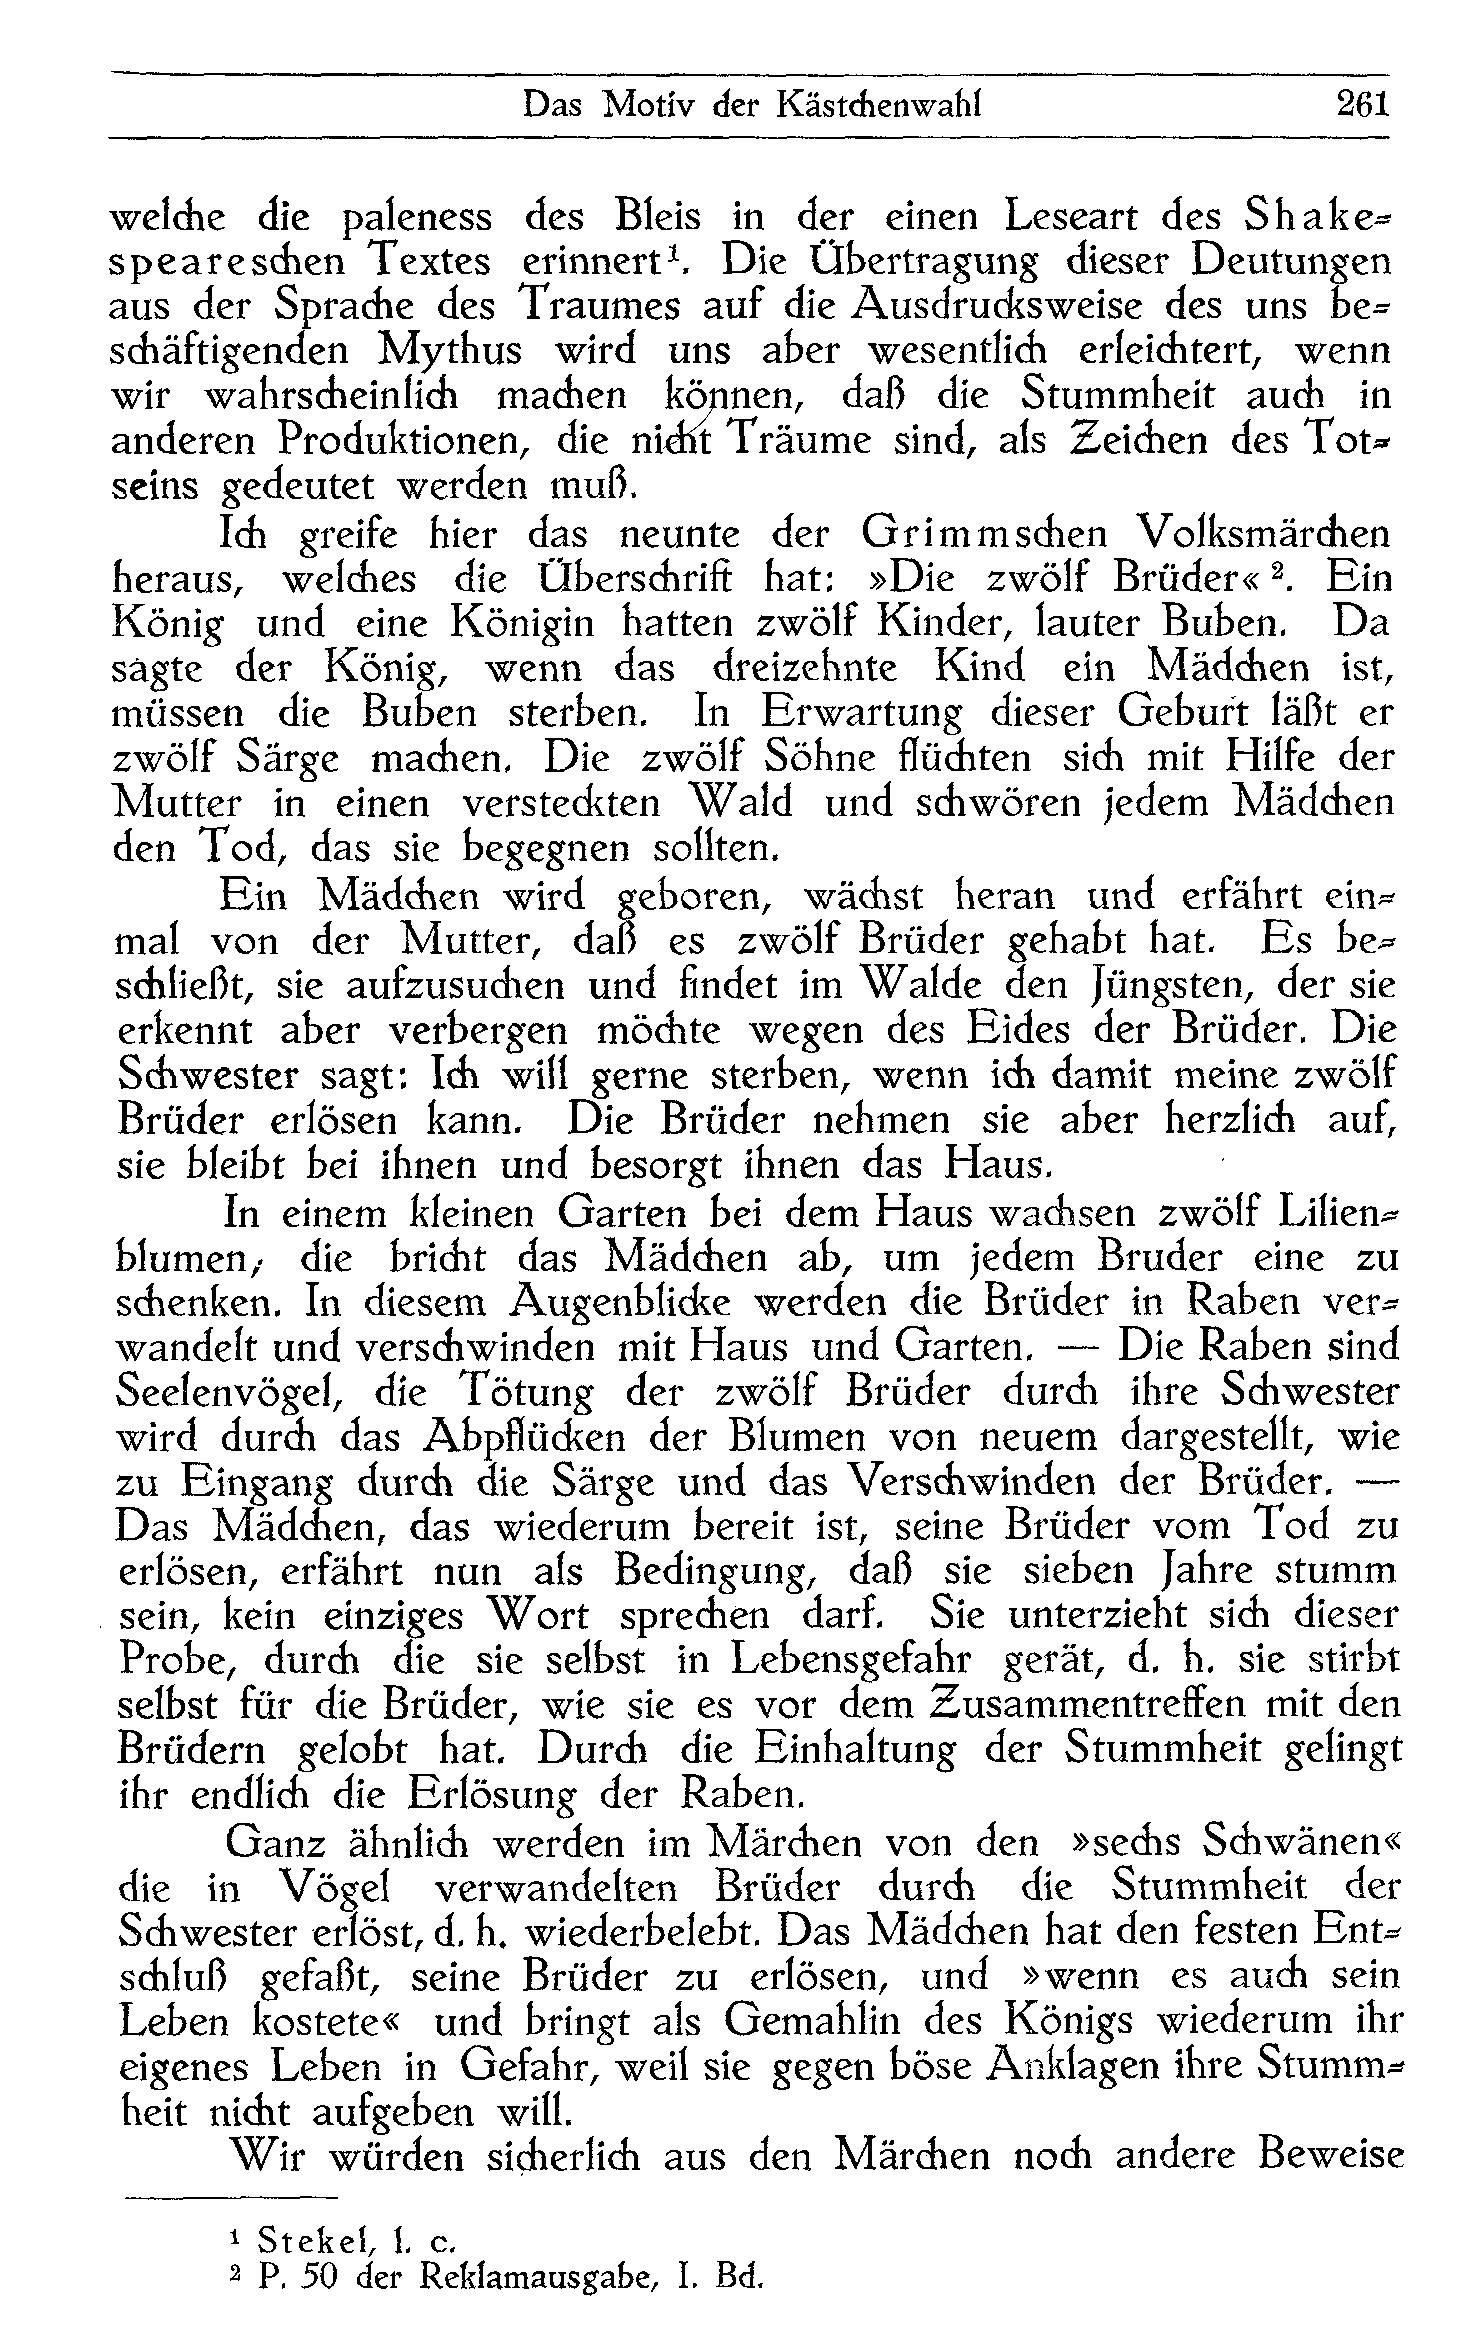 Das Motiv der Kästchenwahl 261
welche die paleness des Bleis in der einen Leseart des Shake-
speareschen Textes erinnert¹. Die Übertragung dieser Deutungen
aus der Sprache des Traumes auf die Ausdrucksweise des uns be-
schäftigenden Mythus wird uns aber wesentlich erleichtert, wenn
wir wahrscheinlich machen können, daß die Stummheit auch in
anderen Produktionen, die nicht Träume sind, als Zeichen des Tot-
seins gedeutet werden muß.
Ich greife hier das neunte der Grimmschen Volksmärchen
heraus, welches die Überschrift hat: »Die zwölf Brüder«². Ein
König und eine Königin hatten zwölf Kinder, lauter Buben. Da
sagte der König, wenn das dreizehnte Kind ein Mädchen ist,
müssen die Buben sterben. In Erwartung dieser Geburt läßt er
zwölf Särge machen. Die zwölf Söhne flüchten sich mit Hilfe der
Mutter in einen versteckten Wald und schwören jedem Mädchen
den Tod, das sie begegnen sollten.
Ein Mädchen wird geboren, wächst heran und erfährt ein-
mal von der Mutter, daß es zwölf Brüder gehabt hat. Es be-
schließt, sie aufzusuchen und findet im Walde den Jüngsten, der sie
erkennt aber verbergen möchte wegen des Eides der Brüder. Die
Schwester sagt: Ich will gerne sterben, wenn ich damit meine zwölf
Brüder erlösen kann. Die Brüder nehmen sie aber herzlich auf,
sie bleibt bei ihnen und besorgt ihnen das Haus.
In einem kleinen Garten bei dem Haus wachsen zwölf Lilien-
blumen; die bricht das Mädchen ab, um jedem Bruder eine zu
schenken. In diesem Augenblicke werden die Brüder in Raben ver-
wandelt und verschwinden mit Haus und Garten. — Die Raben sind
Seelenvögel, die Tötung der zwölf Brüder durch ihre Schwester
wird durch das Abpflücken der Blumen von neuem dargestellt, wie
zu Eingang durch die Särge und das Verschwinden der Brüder. —
Das Mädchen, das wiederum bereit ist, seine Brüder vom Tod zu
erlösen, erfährt nun als Bedingung, daß sie sieben Jahre stumm
sein, kein einziges Wort sprechen darf. Sie unterzieht sich dieser
Probe, durch die sie selbst in Lebensgefahr gerät, d. h. sie stirbt
selbst für die Brüder, wie sie es vor dem Zusammentreffen mit den
Brüdern gelobt hat. Durch die Einhaltung der Stummheit gelingt
ihr endlich die Erlösung der Raben.
Ganz ähnlich werden im Märchen von den »sechs Schwänen«
die in Vögel verwandelten Brüder durch die Stummheit der
Schwester erlöst, d. h. wiederbelebt. Das Mädchen hat den festen Ent-
schluß gefaßt, seine Brüder zu erlösen, und »wenn es auch sein
Leben kostete« und bringt als Gemahlin des Königs wiederum ihr
eigenes Leben in Gefahr, weil sie gegen böse Anklagen ihre Stumm-
heit nicht aufgeben will.
Wir würden sicherlich aus den Märchen noch andere Beweise
¹ Stekel, l. c.
² P. 50 der Reklamausgabe, I. Bd.